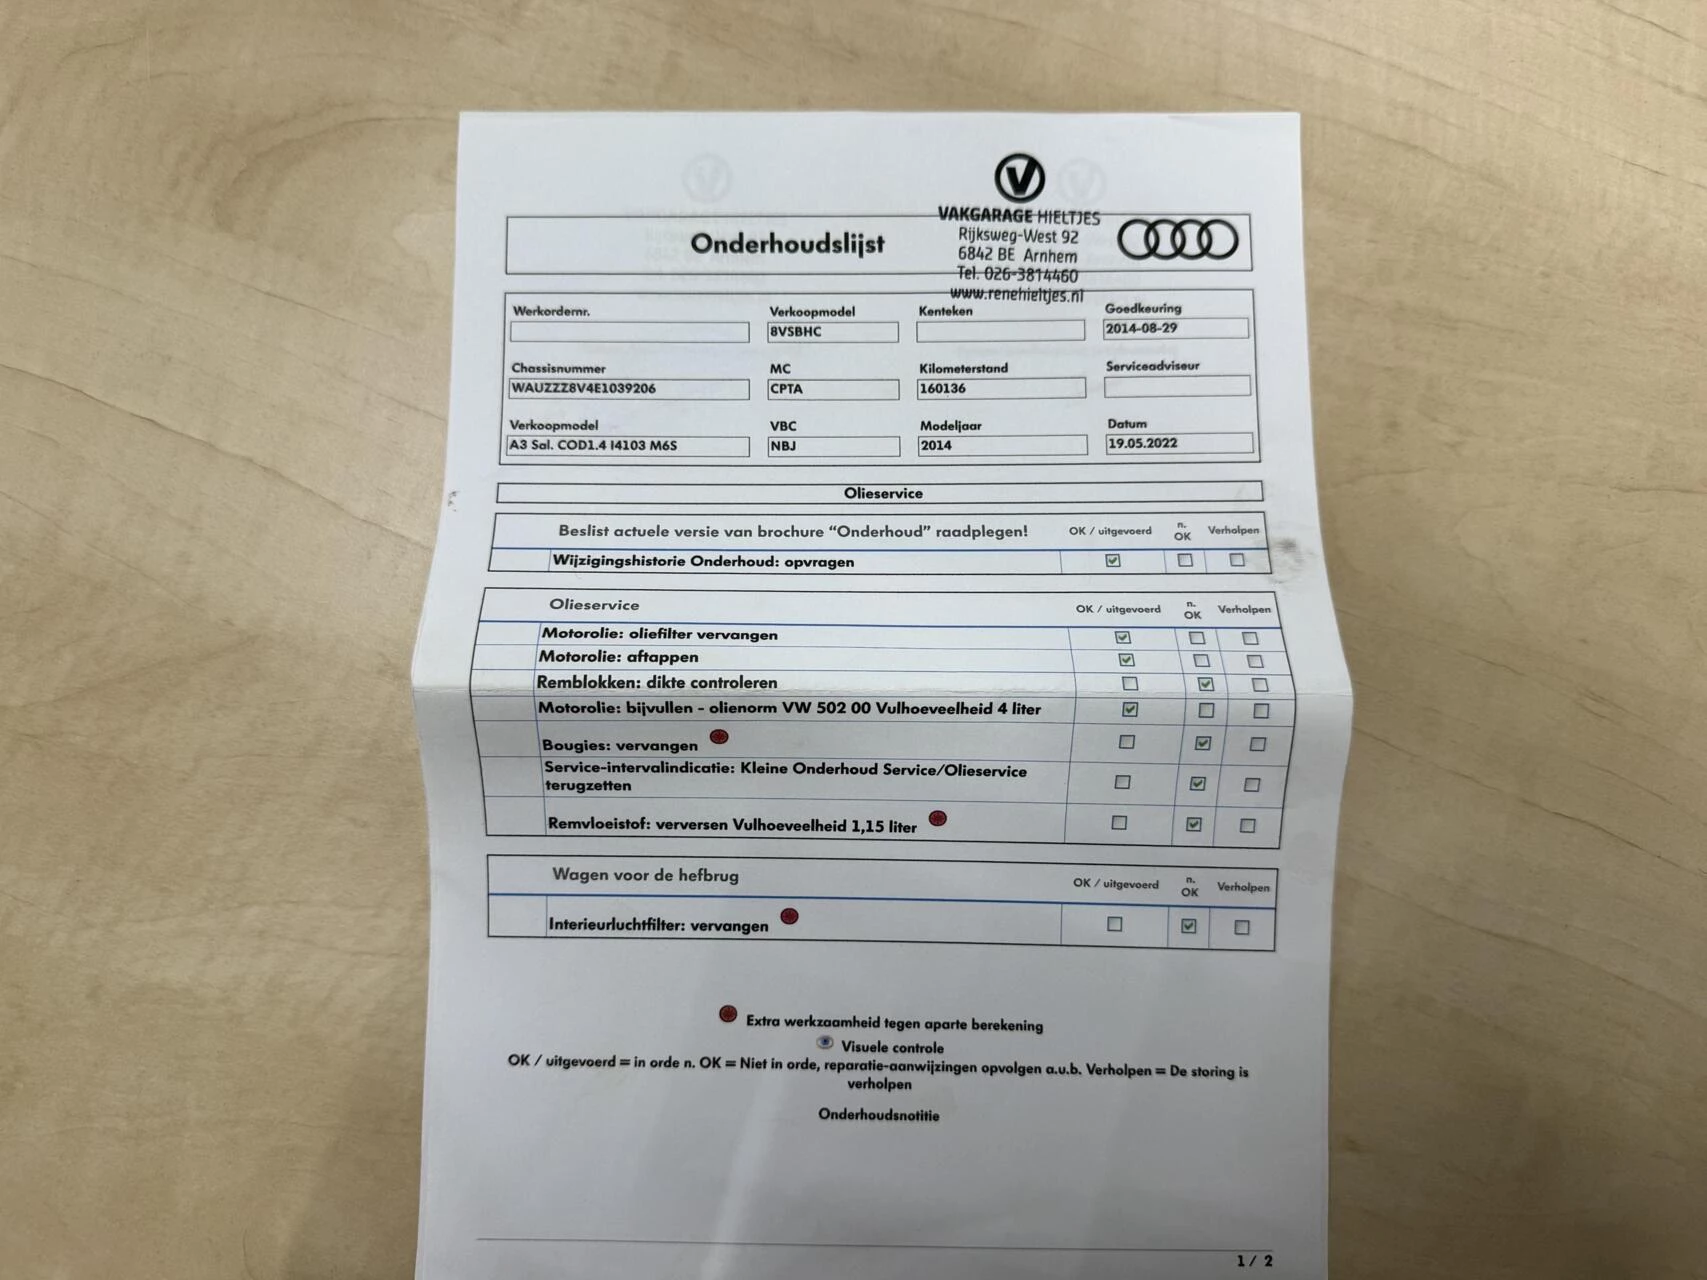 V
VAKGARAGE HIELTJES
Rijksweg-West 92
6842 BE Arnhem
Tel. 026-3814460
www.renehieltjes.nl
Onderhoudslijst
Werkordernr. Verkoopmodel Kenteken Goedkeuring
8VSBHC 2014-08-29
Chassisnummer MC Kilometerstand Serviceadviseur
WAUZZZ8V4E1039206 CPTA 160136
Verkoopmodel VBC Modeljaar Datum
A3 Sal. COD1.4 I4103 M6S NBJ 2014 19.05.2022
Olieservice
Beslist actuele versie van brochure “Onderhoud” raadplegen! OK / uitgevoerd n. OK Verholpen
Wijzigingshistorie Onderhoud: opvragen
Olieservice OK / uitgevoerd n. OK Verholpen
Motorolie: oliefilter vervangen
Motorolie: aftappen
Remblokken: dikte controleren
Motorolie: bijvullen - olienorm VW 502 00 Vulhoeveelheid 4 liter
Bougies: vervangen
Service-intervalindicatie: Kleine Onderhoud Service/Olieservice
terugzetten
Remvloeistof: verversen Vulhoeveelheid 1,15 liter
Wagen voor de hefbrug OK / uitgevoerd n. OK Verholpen
Interieurluchtfilter: vervangen
Extra werkzaamheid tegen aparte berekening
Visuele controle
OK / uitgevoerd = in orde n. OK = Niet in orde, reparatie-aanwijzingen opvolgen a.u.b. Verholpen = De storing is
verholpen
Onderhoudsnotitie
1 / 2